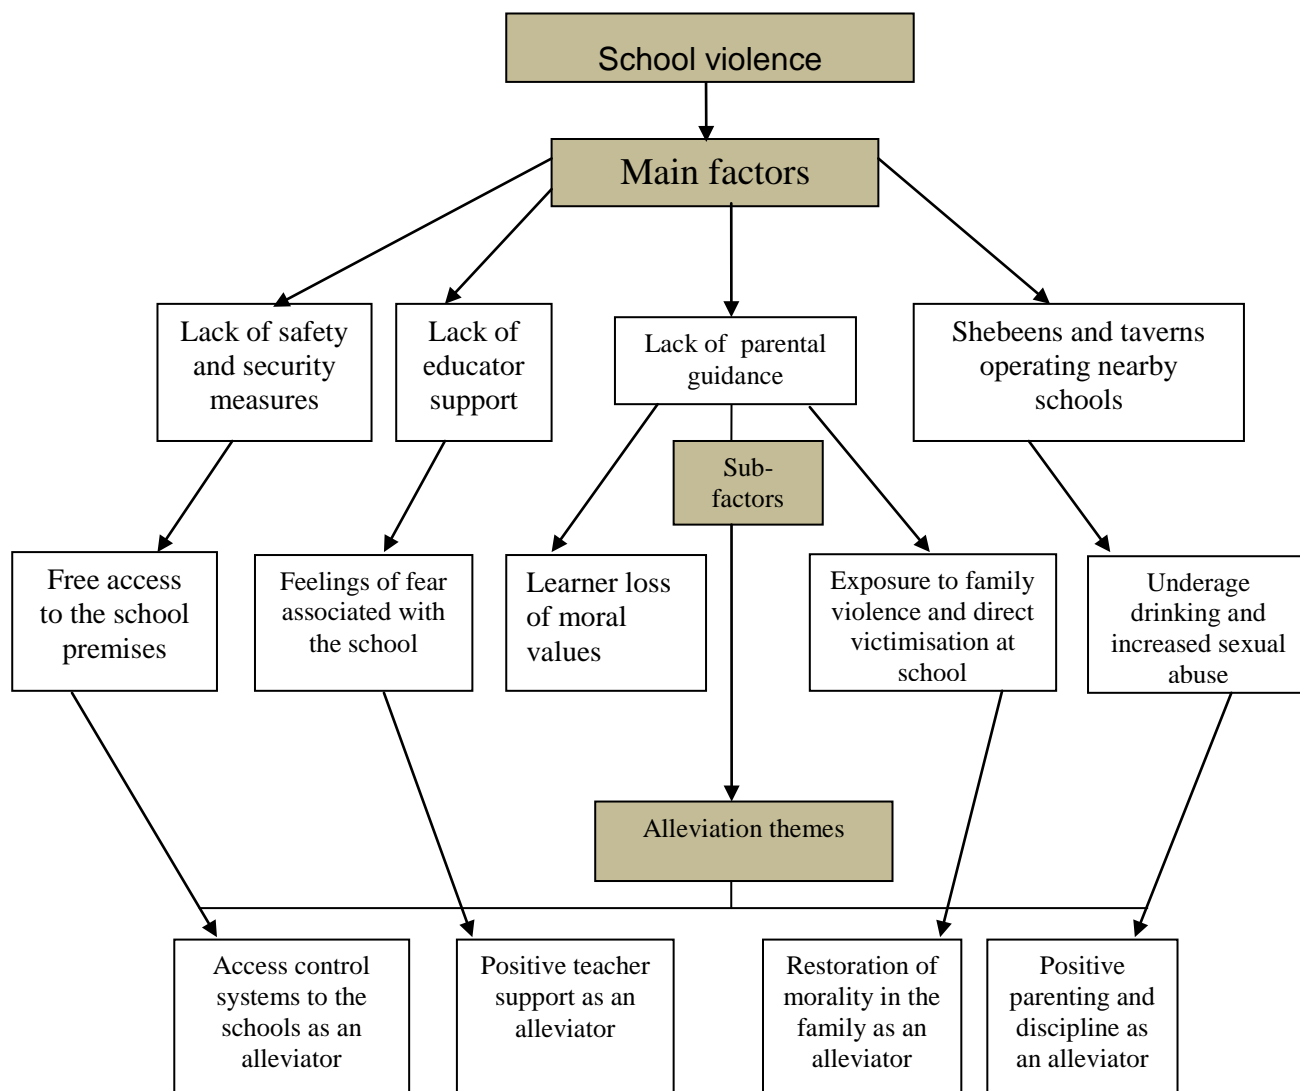 School violence
Main factors
Lack of safety
and security
measures
Lack of
educator
support
Lack of parental
guidance
Shebeens and taverns
operating nearby
schools
Sub-
factors
Free access
to the school
premises
Feelings of fear
associated with
the school
Learner loss
of moral
values
Exposure to family
violence and direct
victimisation at
school
Underage
drinking and
increased sexual
abuse
Alleviation themes
Access control
systems to the
schools as an
alleviator
Positive teacher
support as an
alleviator
Restoration of
morality in the
family as an
alleviator
Positive
parenting and
discipline as
an alleviator